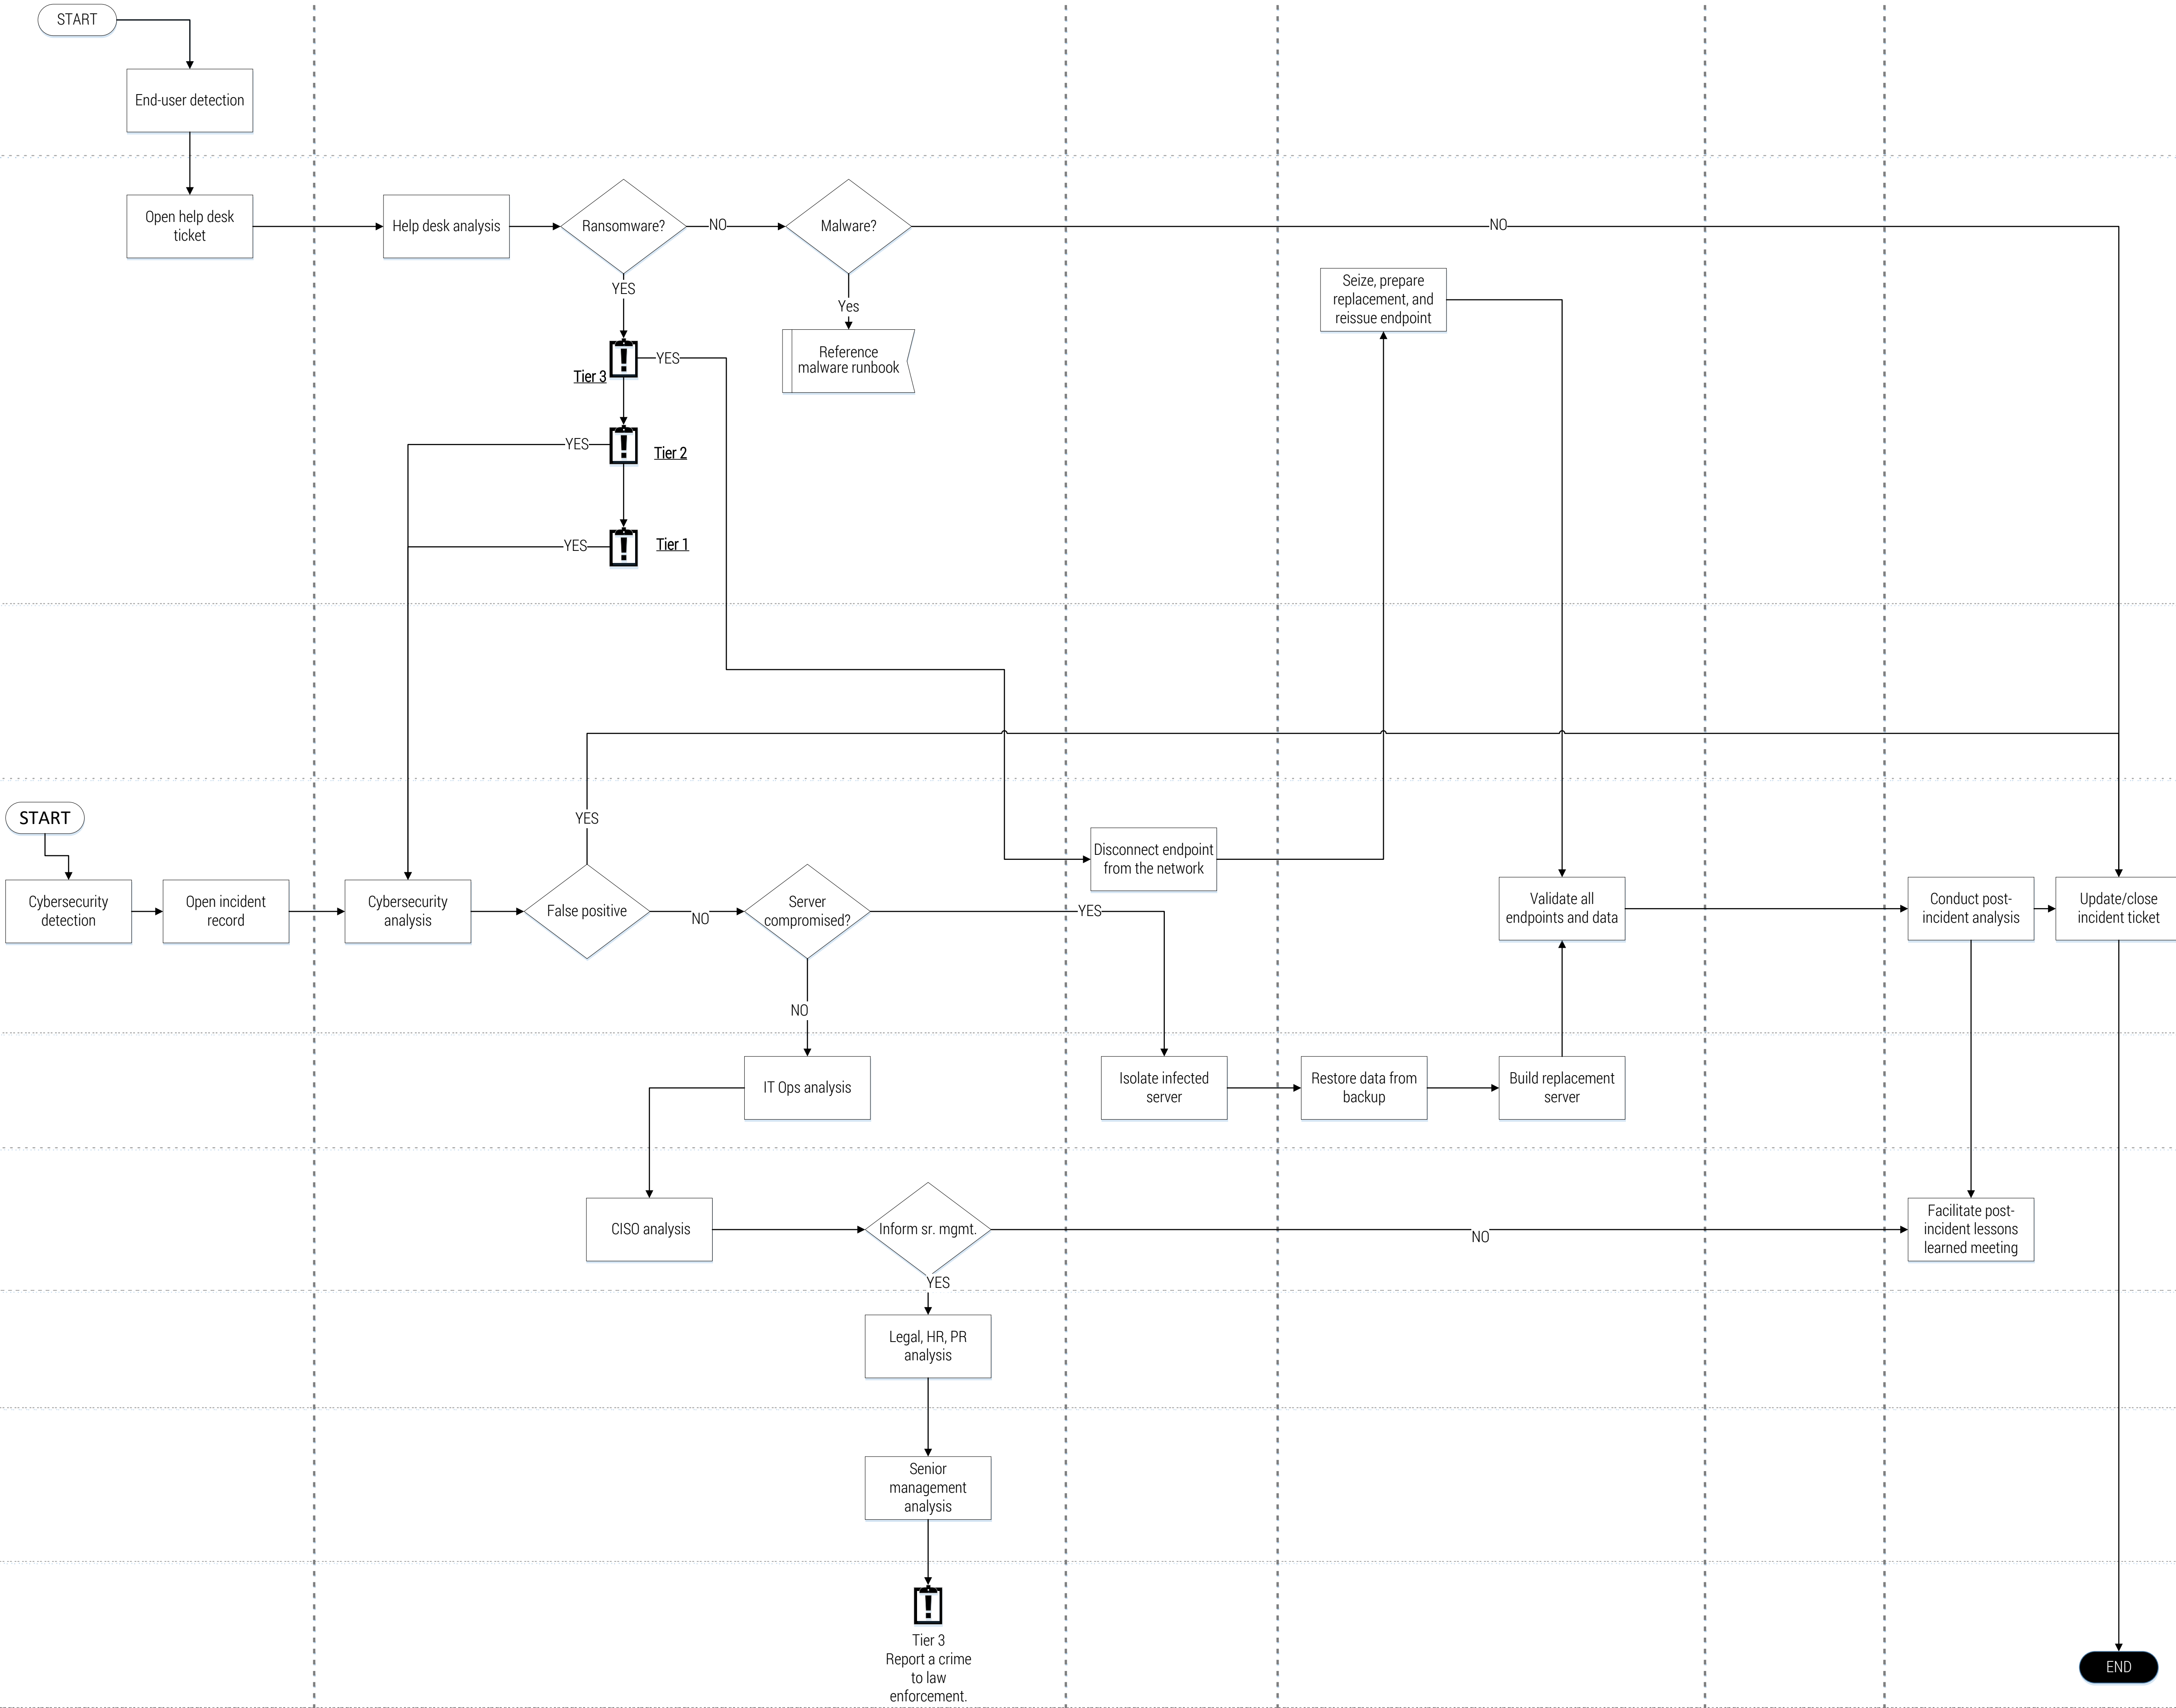 START
End-user detection
Open help desk
ticket
Help desk analysis
Ransomware?
NO
Malware?
NO
YES
Yes
Seize, prepare
replacement, and
reissue endpoint
Reference
malware runbook
YES
Tier 3
YES
Tier 2
YES
Tier 1
START
YES
Disconnect endpoint
from the network
Cybersecurity
detection
Open incident
record
Cybersecurity
analysis
False positive
NO
Server
compromised?
YES
Validate all
endpoints and data
Conduct post-
incident analysis
Update/close
incident ticket
NO
IT Ops analysis
Isolate infected
server
Restore data from
backup
Build replacement
server
CISO analysis
Inform sr. mgmt.
NO
Facilitate post-
incident lessons
learned meeting
YES
Legal, HR, PR
analysis
Senior
management
analysis
Tier 3
Report a crime
to law
enforcement.
END